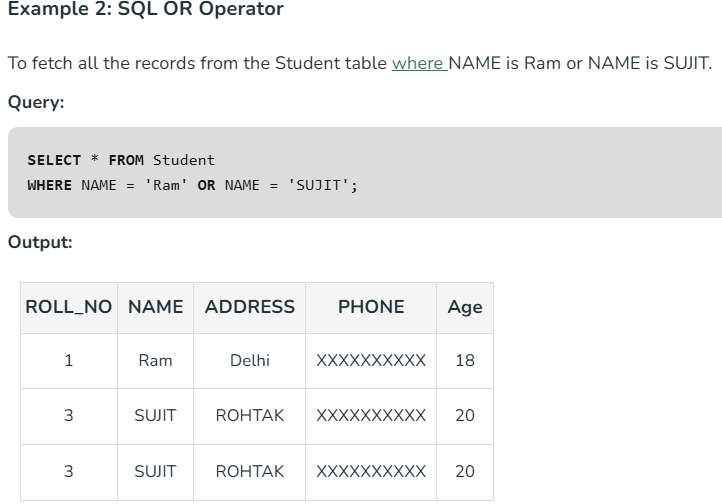 Example 2: SQL OR Operator
To fetch all the records from the Student table where NAME is Ram or NAME is SUJIT.
Query:
SELECT * FROM Student
WHERE NAME = 'Ram' OR NAME = 'SUJIT';
Output:
ROLL_NO NAME ADDRESS PHONE Age
1 Ram Delhi XXXXXXXXXX 18
3 SUJIT ROHTAK XXXXXXXXXX 20
3 SUJIT ROHTAK XXXXXXXXXX 20